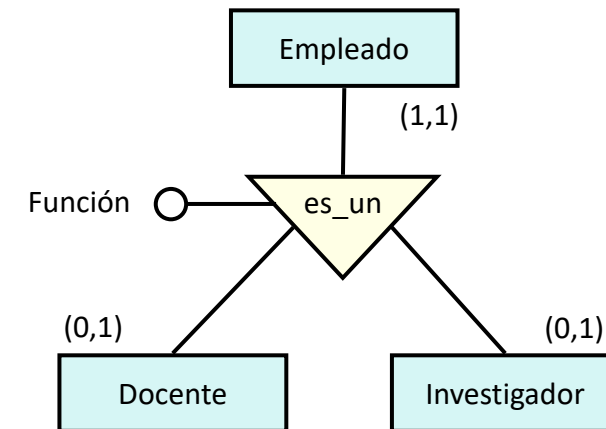 Empleado
(1,1)
Función
es_un
(0,1)
(0,1)
Docente
Investigador